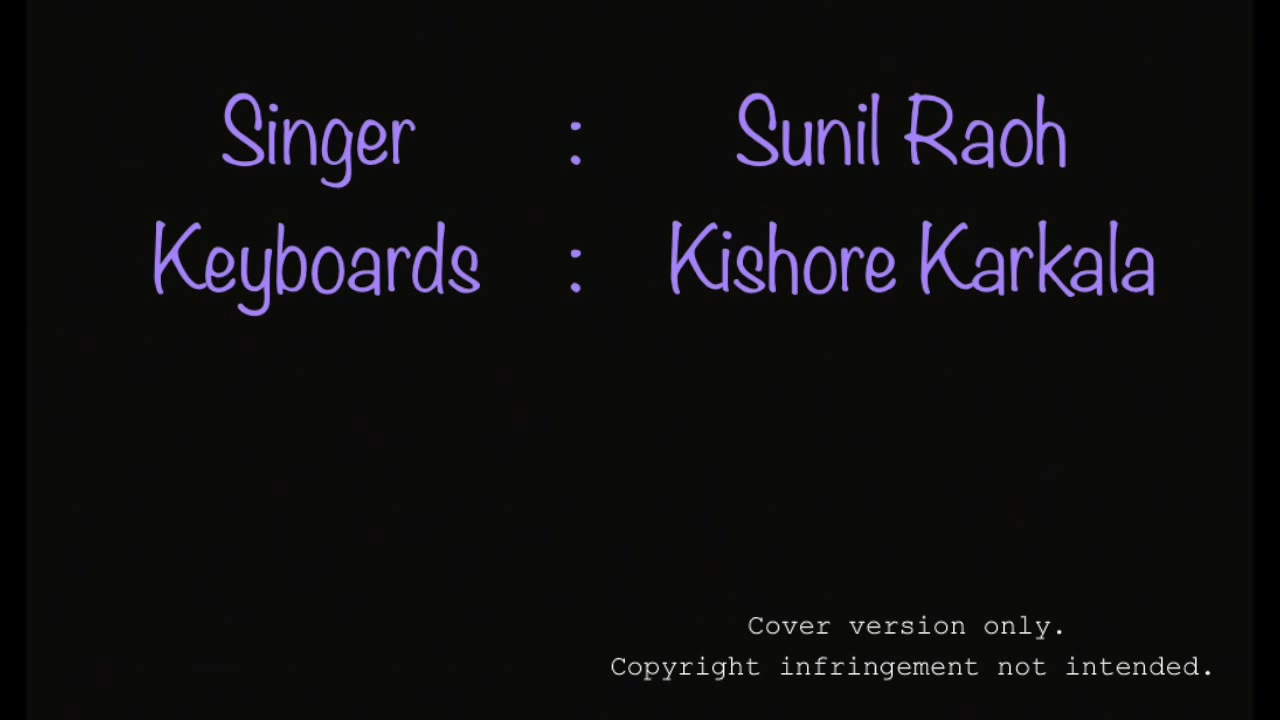 Singer : Sunil Raoh
Keyboards : Kishore Karkala
Cover version only.
Copyright infringement not intended.